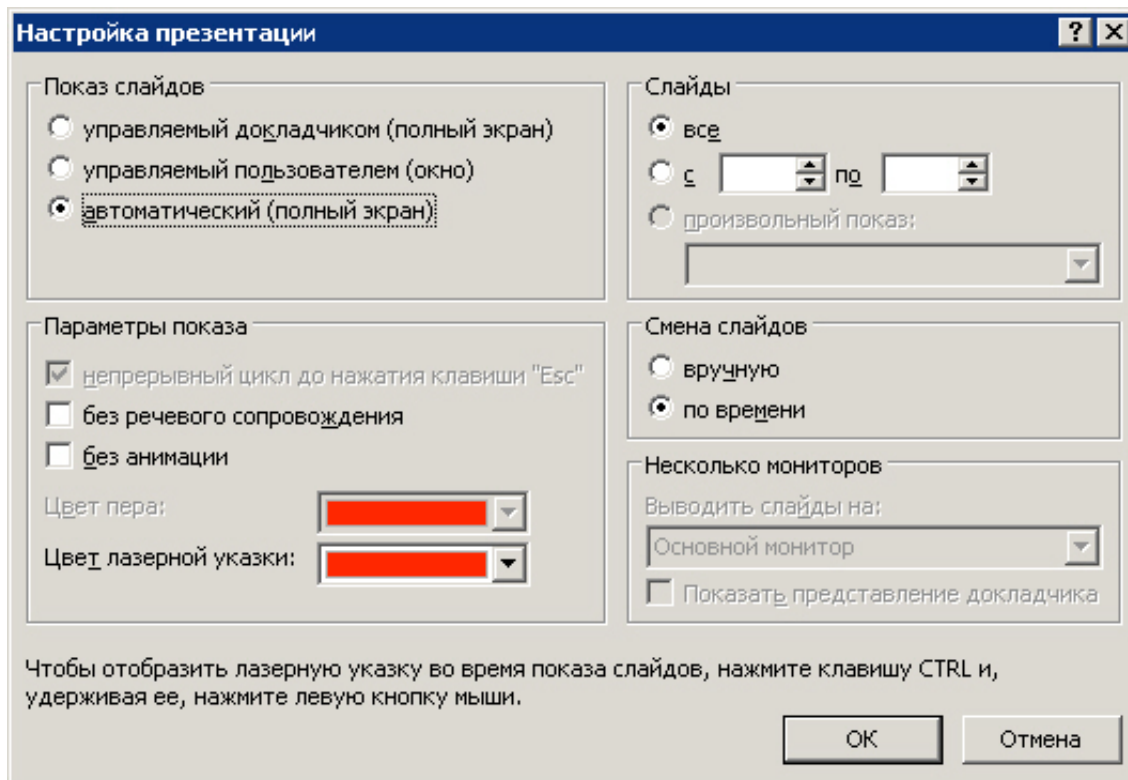 Настройка презентации
Показ слайдов
управляемый докладчиком (полный экран)
управляемый пользователем (окно)
автоматический (полный экран)
Слайды
все
с по
произвольный показ:
Параметры показа
непрерывный цикл до нажатия клавиши "Esc"
без речевого сопровождения
без анимации
Цвет пера:
Цвет лазерной указки:
Смена слайдов
вручную
по времени
Несколько мониторов
Выводить слайды на:
Основной монитор
Показать представление докладчика
Чтобы отобразить лазерную указку во время показа слайдов, нажмите клавишу CTRL и,
удерживая ее, нажмите левую кнопку мыши.
ОК Отмена